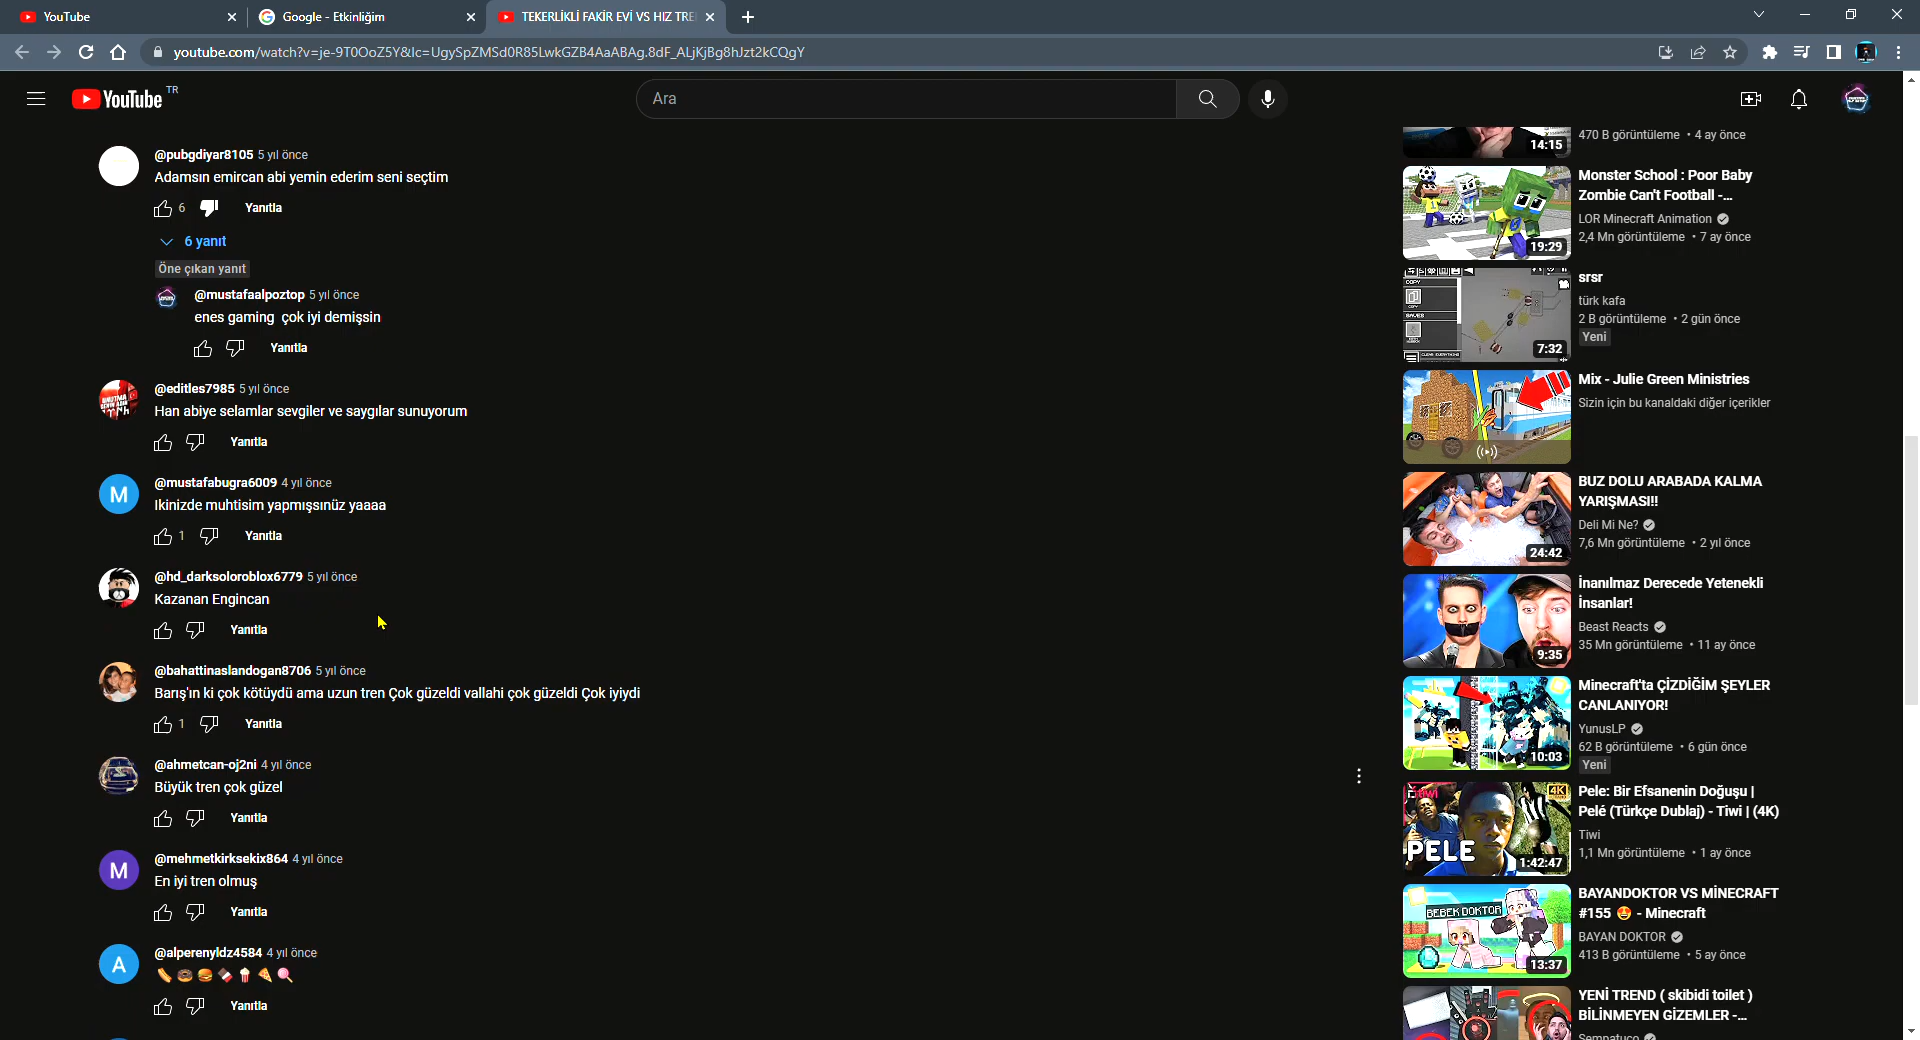 YouTube
Google - Etkinliğim
TEKERLİKLİ FAKİR EVİ VS HIZ TRE
youtube.com/watch?v=je-9T0OoZ5Y&lc=UgySpZMSd0R85LwkGZB4AaABAg.8dF_ALjKjBg8hJzt2kCQgY
YouTube TR
Ara
@pubgdiyar8105 5 yıl önce
Adamsın emircan abi yemin ederim seni seçtim
6 Yanıtla
6 yanıt
Öne çıkan yanıt
@mustafaalpoztop 5 yıl önce
enes gaming çok iyi demişsin
Yanıtla
@editles7985 5 yıl önce
Han abiye selamlar sevgiler ve saygılar sunuyorum
Yanıtla
M
@mustafabugra6009 4 yıl önce
Ikinizde muhtisim yapmışsınüz yaaaa
1 Yanıtla
@hd_darksoloroblox6779 5 yıl önce
Kazanan Engincan
Yanıtla
@bahattinaslandogan8706 5 yıl önce
Barış'ın ki çok kötüydü ama uzun tren Çok güzeldi vallahi çok güzeldi Çok iyiydi
1 Yanıtla
@ahmetcan-oj2ni 4 yıl önce
Büyük tren çok güzel
Yanıtla
M
@mehmetkirksekix864 4 yıl önce
En iyi tren olmuş
Yanıtla
A
@alperenyldz4584 4 yıl önce
🌭🍩🍔🍫🍿🍕🍭
Yanıtla
14:15
470 B görüntüleme • 4 ay önce
19:29
Monster School : Poor Baby
Zombie Can't Football -...
LOR Minecraft Animation
2,4 Mn görüntüleme • 7 ay önce
COPY
COPY
SAVES
7:32
srsr
türk kafa
2 B görüntüleme • 2 gün önce
Yeni
Mix - Julie Green Ministries
Sizin için bu kanaldaki diğer içerikler
24:42
BUZ DOLU ARABADA KALMA
YARIŞMASI!!
Deli Mi Ne?
7,6 Mn görüntüleme • 2 yıl önce
9:35
İnanılmaz Derecede Yetenekli
İnsanlar!
Beast Reacts
35 Mn görüntüleme • 11 ay önce
10:03
Minecraft'ta ÇİZDİĞİM ŞEYLER
CANLANIYOR!
YunusLP
62 B görüntüleme • 6 gün önce
Yeni
tiwi
4K
PELE
1:42:47
Pele: Bir Efsanenin Doğuşu |
Pelé (Türkçe Dublaj) - Tiwi | (4K)
Tiwi
1,1 Mn görüntüleme • 1 ay önce
BEBEK DOKTOR
13:37
BAYANDOKTOR VS MİNECRAFT
#155 🤩 - Minecraft
BAYAN DOKTOR
413 B görüntüleme • 5 ay önce
YENİ TREND ( skibidi toilet )
BİLİNMEYEN GİZEMLER -...